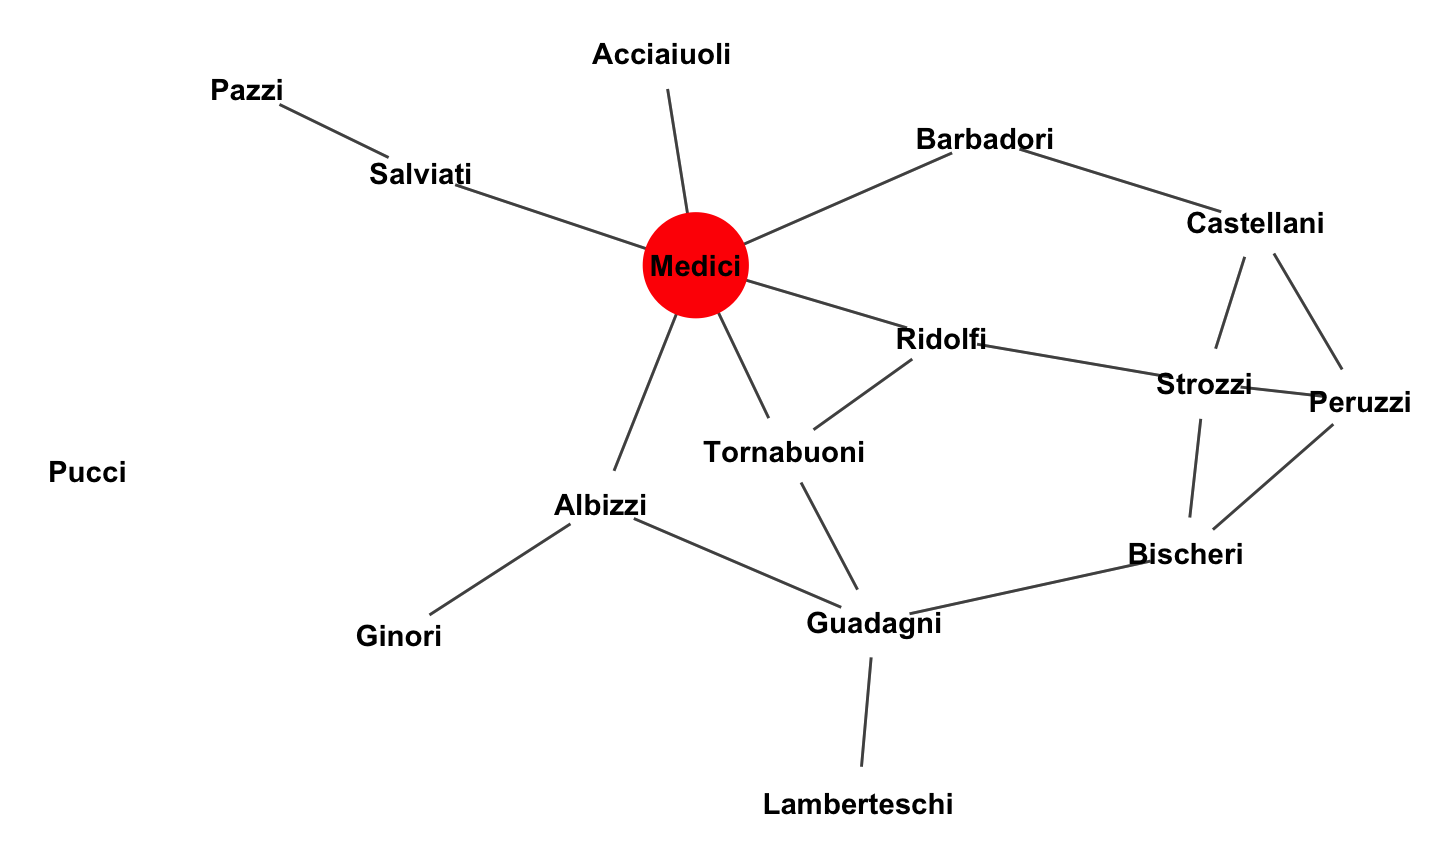 Acciaiuoli
Pazzi
Barbadori
Salviati
Castellani
Medici
Ridolfi
Strozzi
Peruzzi
Tornabuoni
Pucci
Albizzi
Bischeri
Guadagni
Ginori
Lamberteschi